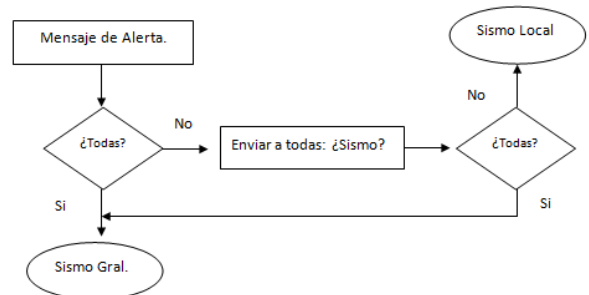 Mensaje de Alerta.
Sismo Local
No
¿Todas?
No
Enviar a todas: ¿Sismo?
¿Todas?
Si
Si
Sismo Gral.